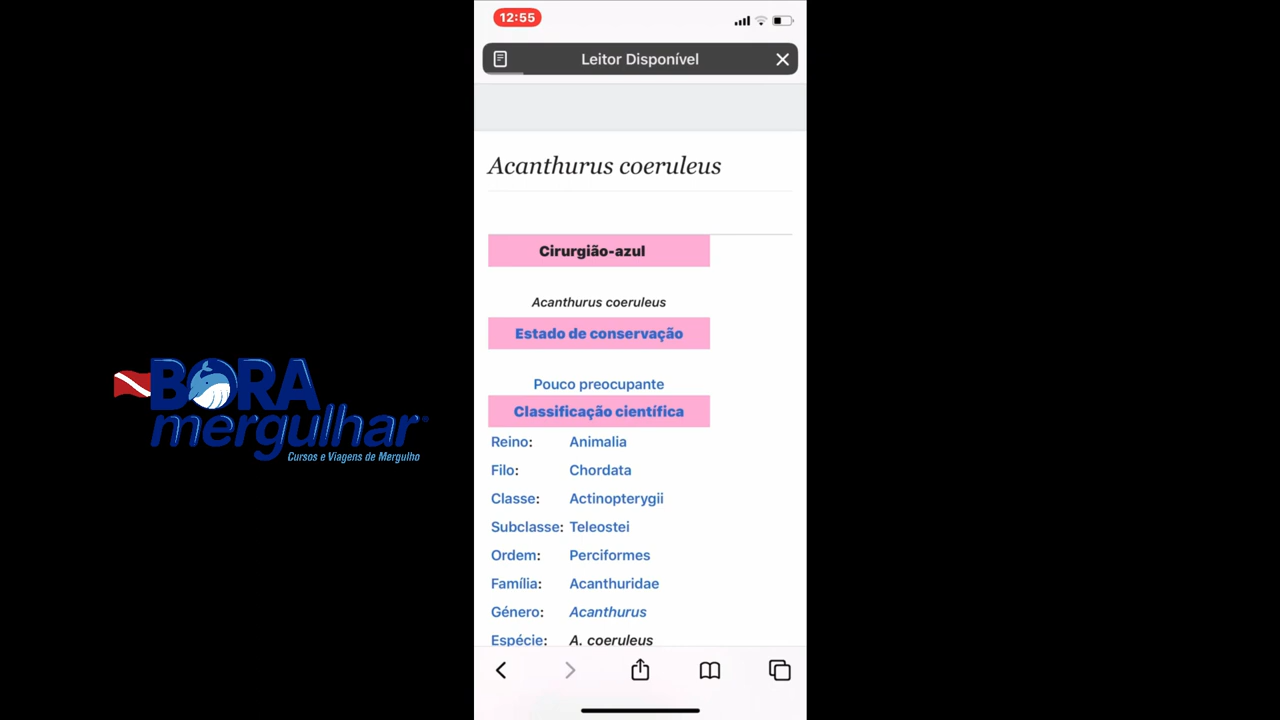 12:55
Leitor Disponível
Acanthurus coeruleus
Cirurgião-azul
Acanthurus coeruleus
Estado de conservação
Pouco preocupante
Classificação científica
Reino: Animalia
Filo: Chordata
Classe: Actinopterygii
Subclasse: Teleostei
Ordem: Perciformes
Família: Acanthuridae
Género: Acanthurus
Espécie: A. coeruleus
BORA
mergulhar
Cursos e Viagens de Mergulho